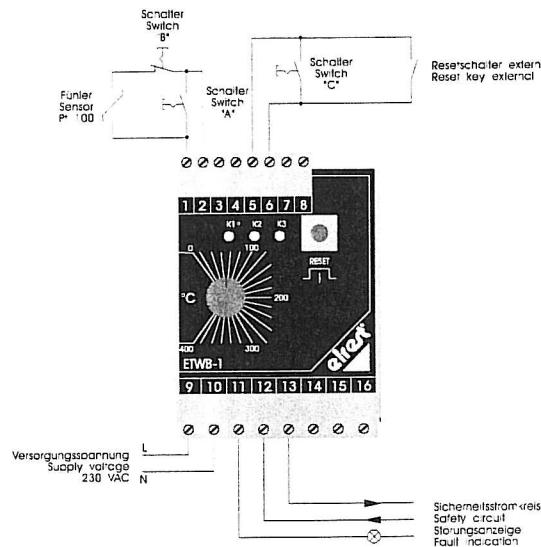 Schalter
Switch
"B"
Fühler
Sensor
Pt 100
Schalter
Switch
"A"
Schalter
Switch
"C"
Resetschalter extern
Reset key external
1 2 3 4 5 6 7 8
K1 K2 K3
0 100
RESET
°C
200
400 300
ETWB-1
elrest
9 10 11 12 13 14 15 16
Versorgungsspannung
Supply voltage
230 VAC
L
N
Sicherheitsstromkreis
Safety circuit
Störungsanzeige
Fault indication